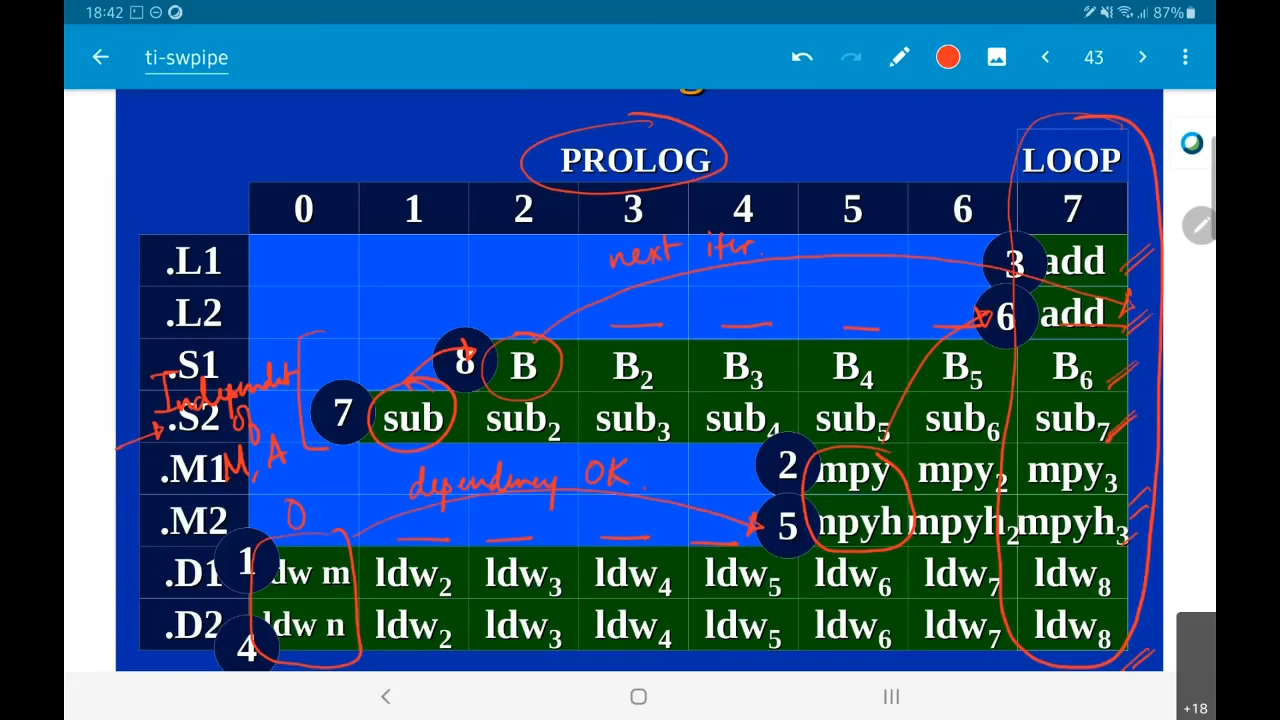 18:42 87%
ti-swpipe 43
PROLOG LOOP
0 1 2 3 4 5 6 7
.L1 next iter. 3 add
.L2 6 add
.S1 8 B B2 B3 B4 B5 B6
Independent
.S2 7 sub sub2 sub3 sub4 sub5 sub6 sub7
of
.M1 2 mpy mpy2 mpy3
M, A dependency OK.
.M2 0 5 mpyh mpyh2 mpyh3
.D1 1 ldw m ldw2 ldw3 ldw4 ldw5 ldw6 ldw7 ldw8
.D2 4 ldw n ldw2 ldw3 ldw4 ldw5 ldw6 ldw7 ldw8
+18